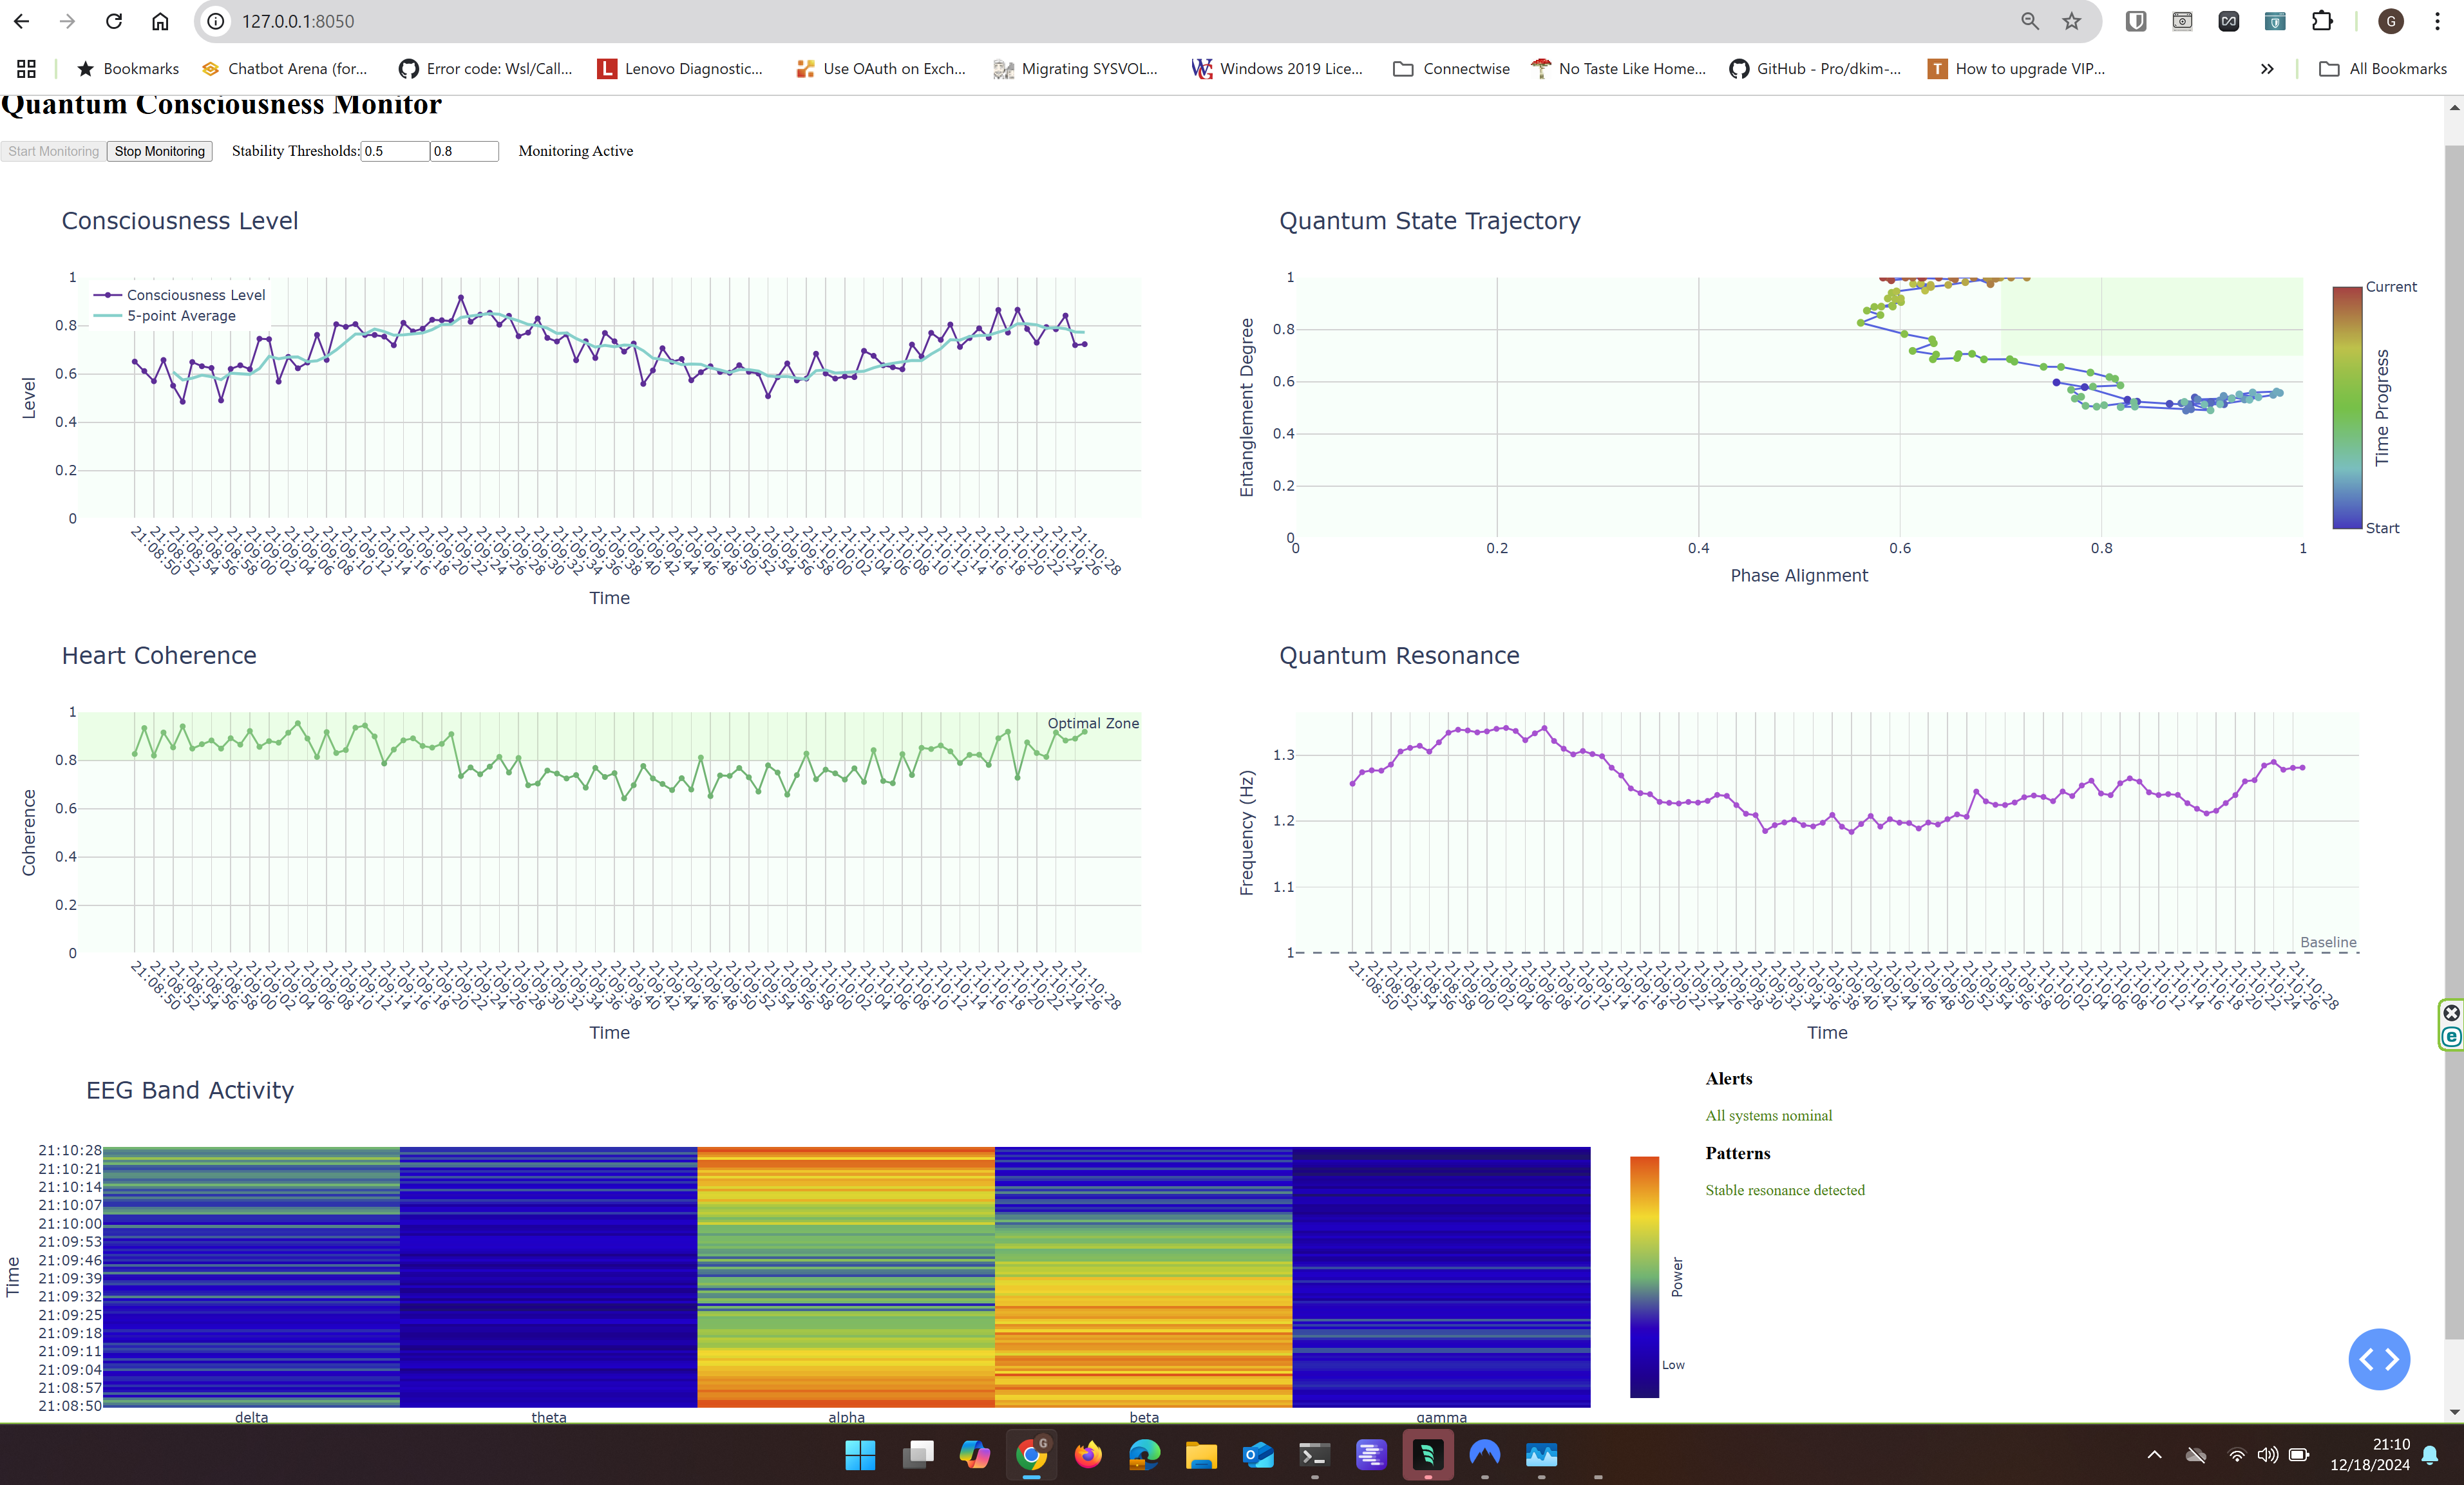 127.0.0.1:8050
G
Bookmarks
Chatbot Arena (for...
Error code: Wsl/Call...
Lenovo Diagnostic...
Use OAuth on Exch...
Migrating SYSVOL...
Windows 2019 Lice...
Connectwise
No Taste Like Home...
GitHub - Pro/dkim-...
How to upgrade VIP...
All Bookmarks
Quantum Consciousness Monitor
Start Monitoring Stop Monitoring Stability Thresholds: 0.5 0.8 Monitoring Active
Consciousness Level
Consciousness Level
5-point Average
Level
1
0.8
0.6
0.4
0.2
0
21:08:50 21:08:52 21:08:54 21:08:56 21:08:58 21:09:00 21:09:02 21:09:04 21:09:06 21:09:08 21:09:10 21:09:12 21:09:14 21:09:16 21:09:18 21:09:20 21:09:22 21:09:24 21:09:26 21:09:28 21:09:30 21:09:32 21:09:34 21:09:36 21:09:38 21:09:40 21:09:42 21:09:44 21:09:46 21:09:48 21:09:50 21:09:52 21:09:54 21:09:56 21:09:58 21:10:00 21:10:02 21:10:04 21:10:06 21:10:08 21:10:10 21:10:12 21:10:14 21:10:16 21:10:18 21:10:20 21:10:22 21:10:24 21:10:26 21:10:28
Time
Quantum State Trajectory
Entanglement Degree
1
0.8
0.6
0.4
0.2
0
0 0.2 0.4 0.6 0.8 1
Phase Alignment
Current
Time Progress
Start
Heart Coherence
Optimal Zone
Coherence
1
0.8
0.6
0.4
0.2
0
21:08:50 21:08:52 21:08:54 21:08:56 21:08:58 21:09:00 21:09:02 21:09:04 21:09:06 21:09:08 21:09:10 21:09:12 21:09:14 21:09:16 21:09:18 21:09:20 21:09:22 21:09:24 21:09:26 21:09:28 21:09:30 21:09:32 21:09:34 21:09:36 21:09:38 21:09:40 21:09:42 21:09:44 21:09:46 21:09:48 21:09:50 21:09:52 21:09:54 21:09:56 21:09:58 21:10:00 21:10:02 21:10:04 21:10:06 21:10:08 21:10:10 21:10:12 21:10:14 21:10:16 21:10:18 21:10:20 21:10:22 21:10:24 21:10:26 21:10:28
Time
Quantum Resonance
Frequency (Hz)
1.3
1.2
1.1
1
Baseline
21:08:50 21:08:52 21:08:54 21:08:56 21:08:58 21:09:00 21:09:02 21:09:04 21:09:06 21:09:08 21:09:10 21:09:12 21:09:14 21:09:16 21:09:18 21:09:20 21:09:22 21:09:24 21:09:26 21:09:28 21:09:30 21:09:32 21:09:34 21:09:36 21:09:38 21:09:40 21:09:42 21:09:44 21:09:46 21:09:48 21:09:50 21:09:52 21:09:54 21:09:56 21:09:58 21:10:00 21:10:02 21:10:04 21:10:06 21:10:08 21:10:10 21:10:12 21:10:14 21:10:16 21:10:18 21:10:20 21:10:22 21:10:24 21:10:26 21:10:28
Time
EEG Band Activity
Time
21:10:28
21:10:21
21:10:14
21:10:07
21:10:00
21:09:53
21:09:46
21:09:39
21:09:32
21:09:25
21:09:18
21:09:11
21:09:04
21:08:57
21:08:50
delta theta alpha beta gamma
Power
Low
Alerts
All systems nominal
Patterns
Stable resonance detected
21:10
12/18/2024